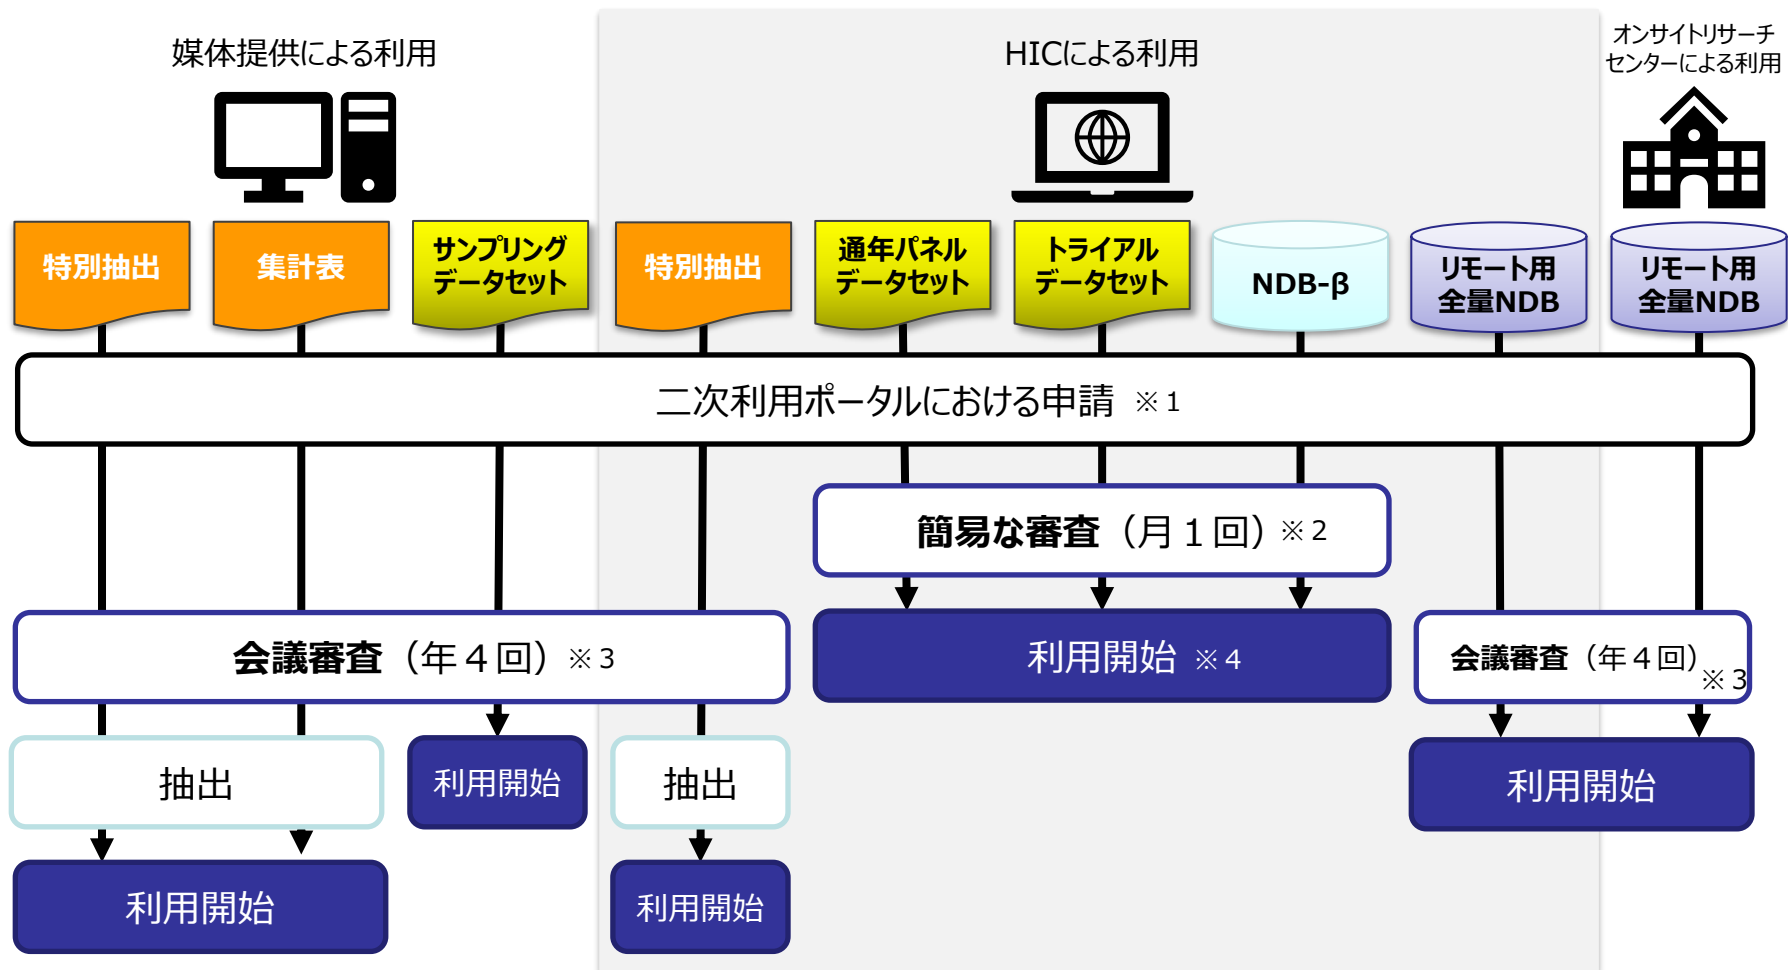 媒体提供による利用
HICによる利用
オンサイトリサーチ
センターによる利用
特別抽出
集計表
サンプリング
データセット
特別抽出
通年パネル
データセット
トライアル
データセット
NDB-β
リモート用
全量NDB
リモート用
全量NDB
二次利用ポータルにおける申請 ※1
簡易な審査（月１回）※2
会議審査（年４回）※3
利用開始 ※4
会議審査（年４回）
※3
抽出
利用開始
抽出
利用開始
利用開始
利用開始